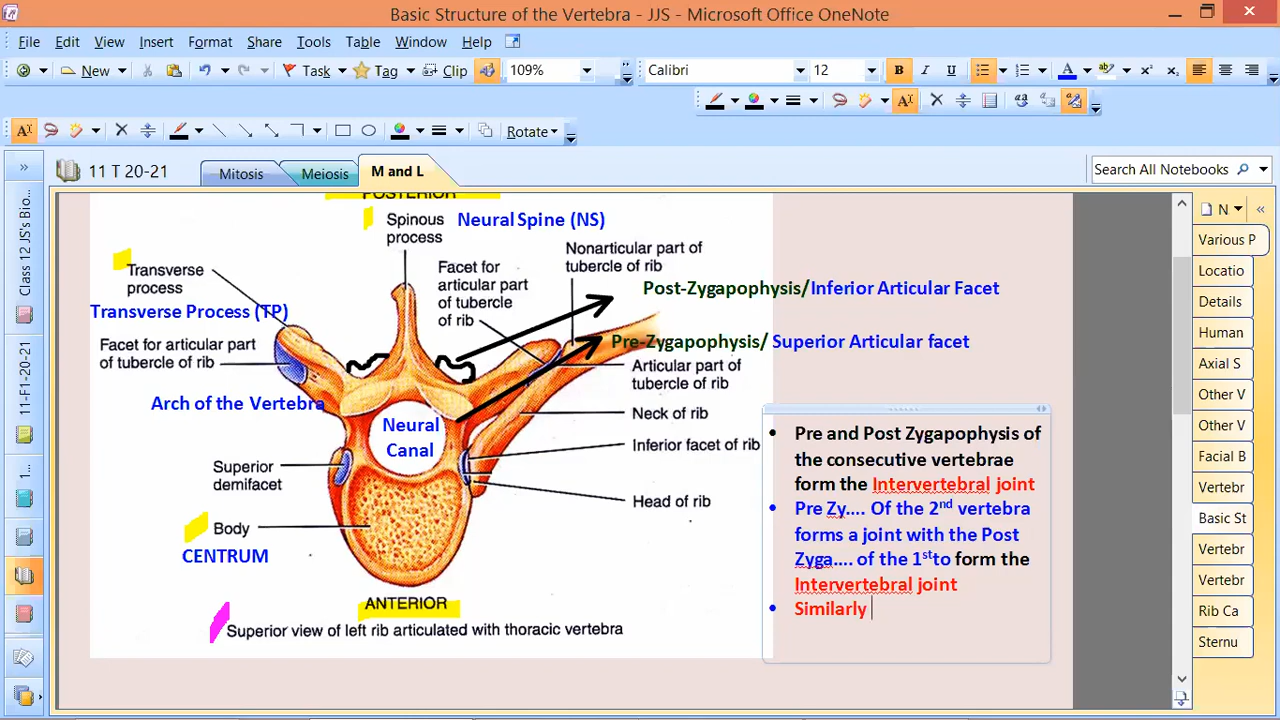 Basic Structure of the Vertebra - JJS - Microsoft Office OneNote
File Edit View Insert Format Share Tools Table Window Help
New Task Tag Clip 109% Calibri 12 B I U
Rotate
11 T 20-21 Mitosis Meiosis M and L Search All Notebooks
POSTERIOR
Spinous process
Neural Spine (NS)
Nonarticular part of
tubercle of rib
Facet for
articular part
of tubercle
of rib
Transverse
process
Transverse Process (TP)
Post-Zygapophysis/Inferior Articular Facet
Pre-Zygapophysis/ Superior Articular facet
Facet for articular part
of tubercle of rib
Articular part of
tubercle of rib
Arch of the Vertebra
Neck of rib
Neural
Canal
Inferior facet of rib
Superior
demifacet
Head of rib
Body
CENTRUM
ANTERIOR
Superior view of left rib articulated with thoracic vertebra
• Pre and Post Zygapophysis of
the consecutive vertebrae
form the Intervertebral joint
• Pre Zy.... Of the 2nd vertebra
forms a joint with the Post
Zyga.... of the 1stto form the
Intervertebral joint
• Similarly
Class 12 JJSs Bio...
11-F1-20-21
N
Various P
Locatio
Details
Human
Axial S
Other V
Other V
Facial B
Vertebr
Basic St
Vertebr
Vertebr
Rib Ca
Sternu